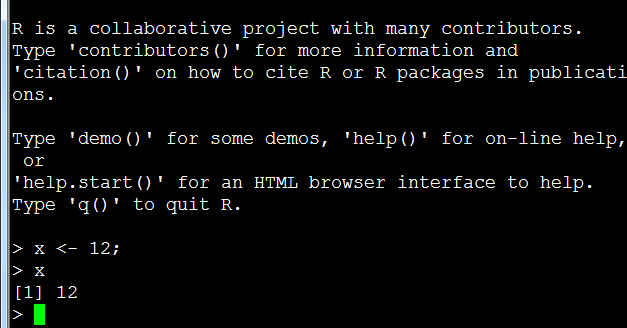 R is a collaborative project with many contributors.
Type 'contributors()' for more information and
'citation()' on how to cite R or R packages in publicati
ons.
Type 'demo()' for some demos, 'help()' for on-line help,
 or
'help.start()' for an HTML browser interface to help.
Type 'q()' to quit R.
> x <- 12;
> x
[1] 12
>